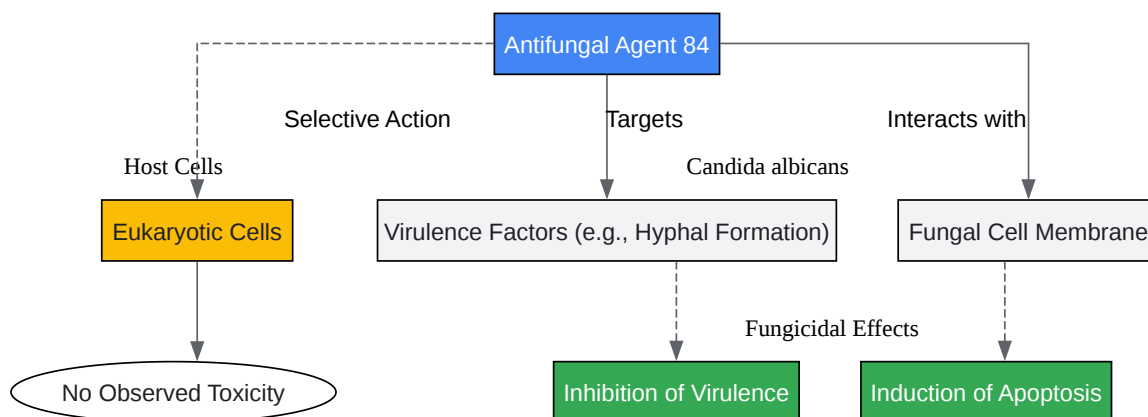 Antifungal Agent 84
Selective Action
Targets
Interacts with
Host Cells
Candida albicans
Eukaryotic Cells
Virulence Factors (e.g., Hyphal Formation)
Fungal Cell Membrane
Fungicidal Effects
No Observed Toxicity
Inhibition of Virulence
Induction of Apoptosis